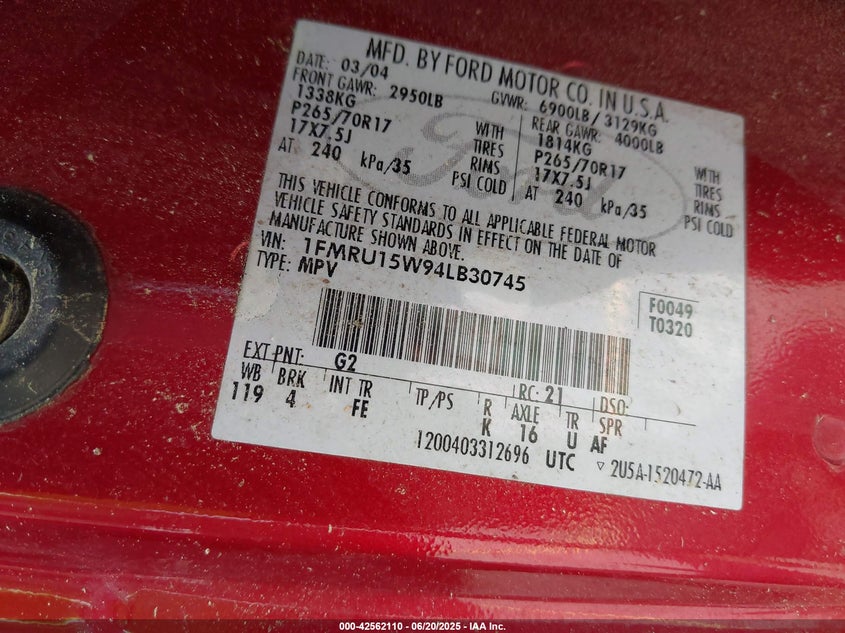 MFD. BY FORD MOTOR CO. IN U.S.A.
DATE: 03/04 GVWR: 6900LB/ 3129KG
FRONT GAWR: 2950LB REAR GAWR: 4000LB
1338KG WITH 1814KG WITH
P265/70R17 TIRES P265/70R17 TIRES
17X7.5J RIMS 17X7.5J RIMS
AT 240 kPa/35 PSI COLD AT 240 kPa/35 PSI COLD
THIS VEHICLE CONFORMS TO ALL APPLICABLE FEDERAL MOTOR
VEHICLE SAFETY STANDARDS IN EFFECT ON THE DATE OF
MANUFACTURE SHOWN ABOVE.
VIN: 1FMRU15W94LB30745
TYPE: MPV
F0049
T0320
EXT PNT: G2 RC: 21 DSO:
WB BRK INT TR TP/PS R AXLE TR SPR
119 4 FE K 16 U AF
1200403312696 UTC ▽ 2U5A-1520472-AA
Ford
000-42562110 - 06/20/2025 - IAA Inc.